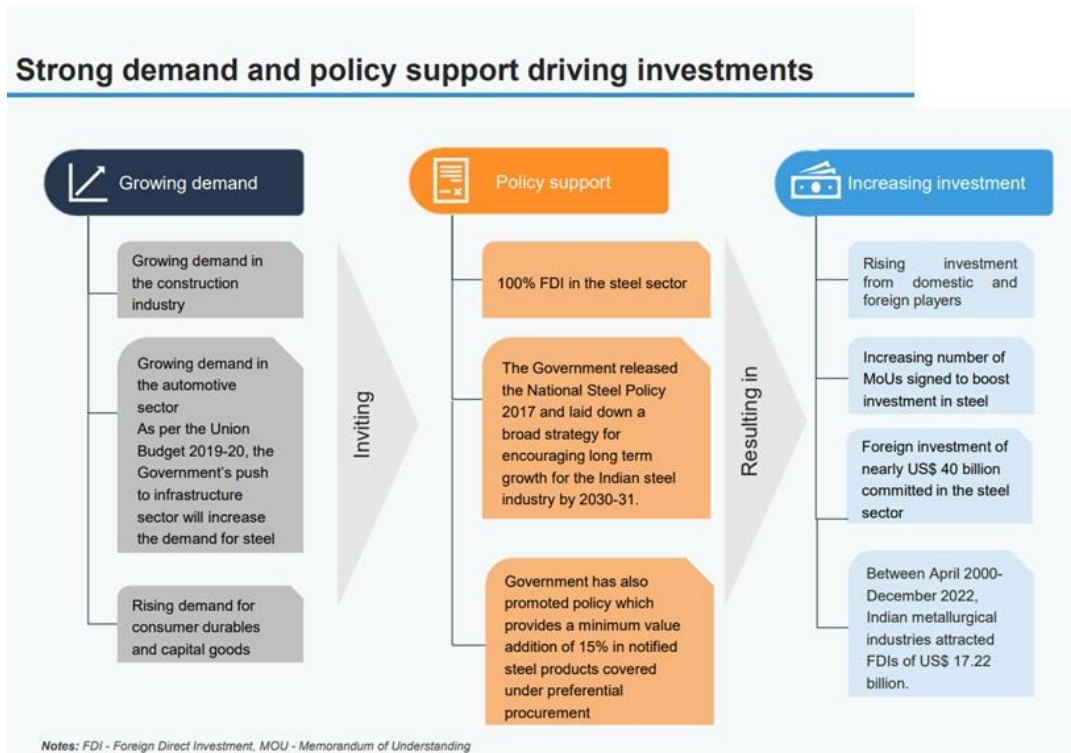 Strong demand and policy support driving investments
Growing demand
Growing demand in
the construction
industry
Growing demand in
the automotive
sector
As per the Union
Budget 2019-20, the
Government's push
to infrastructure
sector will increase
the demand for steel
Rising demand for
consumer durables
and capital goods
Inviting
Policy support
100% FDI in the steel sector
The Government released
the National Steel Policy
2017 and laid down a
broad strategy for
encouraging long term
growth for the Indian steel
industry by 2030-31.
Government has also
promoted policy which
provides a minimum value
addition of 15% in notified
steel products covered
under preferential
procurement
Resulting in
Increasing investment
Rising investment
from domestic and
foreign players
Increasing number of
MoUs signed to boost
investment in steel
Foreign investment of
nearly US$ 40 billion
committed in the steel
sector
Between April 2000-
December 2022,
Indian metallurgical
industries attracted
FDIs of US$ 17.22
billion.
Notes: FDI - Foreign Direct Investment, MOU - Memorandum of Understanding